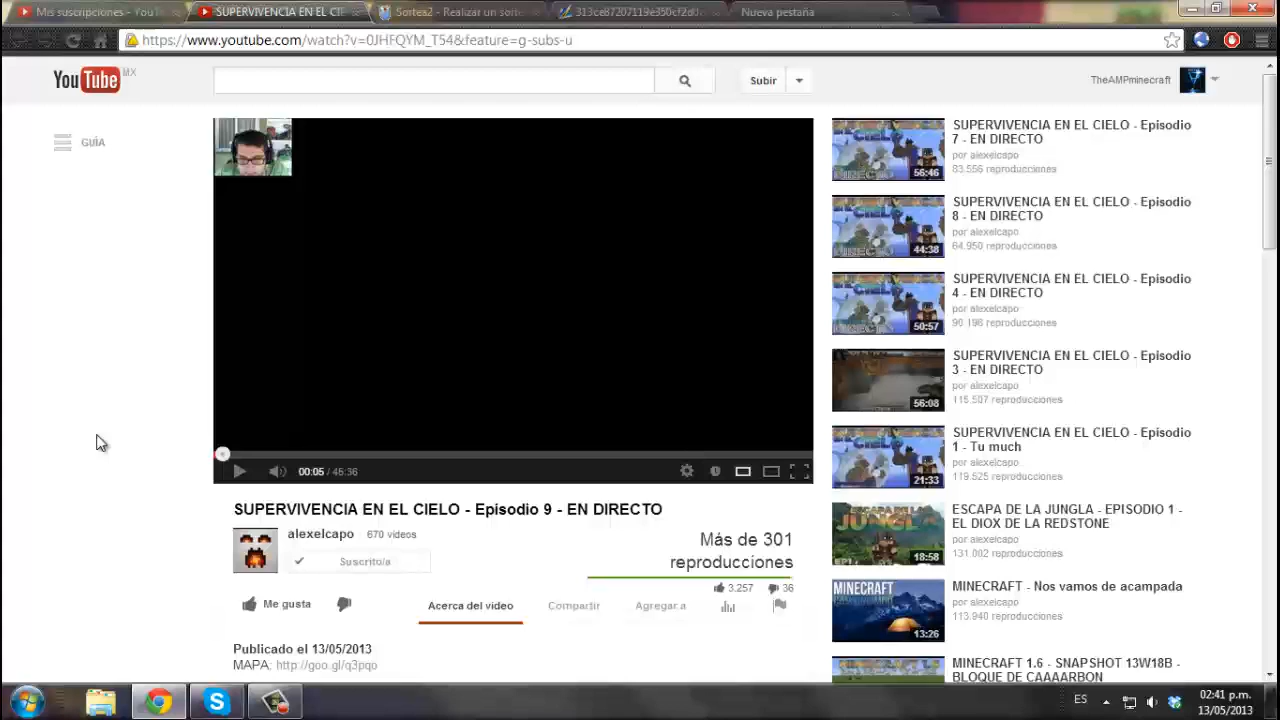 Mis suscripciones - You
SUPERVIVENCIA EN EL CIE
Sortea2 - Realizar un sorte
313ce87207119e350cf2d0
Nueva pestaña
https://www.youtube.com/watch?v=0JHFQYM_T54&feature=g-subs-u
YouTube MX
Subir
TheAMPminecraft
GUÍA
SUPERVIVENCIA EN EL CIELO - Episodio
7 - EN DIRECTO
por alexelcapo
83.556 reproducciones
56:46
SUPERVIVENCIA EN EL CIELO - Episodio
8 - EN DIRECTO
por alexelcapo
64.950 reproducciones
44:38
SUPERVIVENCIA EN EL CIELO - Episodio
4 - EN DIRECTO
por alexelcapo
90.198 reproducciones
50:57
SUPERVIVENCIA EN EL CIELO - Episodio
3 - EN DIRECTO
por alexelcapo
115.507 reproducciones
56:08
SUPERVIVENCIA EN EL CIELO - Episodio
1 - Tu much
por alexelcapo
119.525 reproducciones
21:33
ESCAPA DE LA JUNGLA - EPISODIO 1 -
EL DIOX DE LA REDSTONE
por alexelcapo
131.002 reproducciones
18:58
MINECRAFT - Nos vamos de acampada
por alexelcapo
113.940 reproducciones
MINECRAFT
13:26
MINECRAFT 1.6 - SNAPSHOT 13W18B -
BLOQUE DE CAAAARBON
00:05 / 45:36
SUPERVIVENCIA EN EL CIELO - Episodio 9 - EN DIRECTO
alexelcapo 670 videos
Suscrito/a
Más de 301
reproducciones
3.257 36
Me gusta
Acerca del video
Compartir
Agregar a
Publicado el 13/05/2013
MAPA: http://goo.gl/q3pqo
ES
02:41 p.m.
13/05/2013